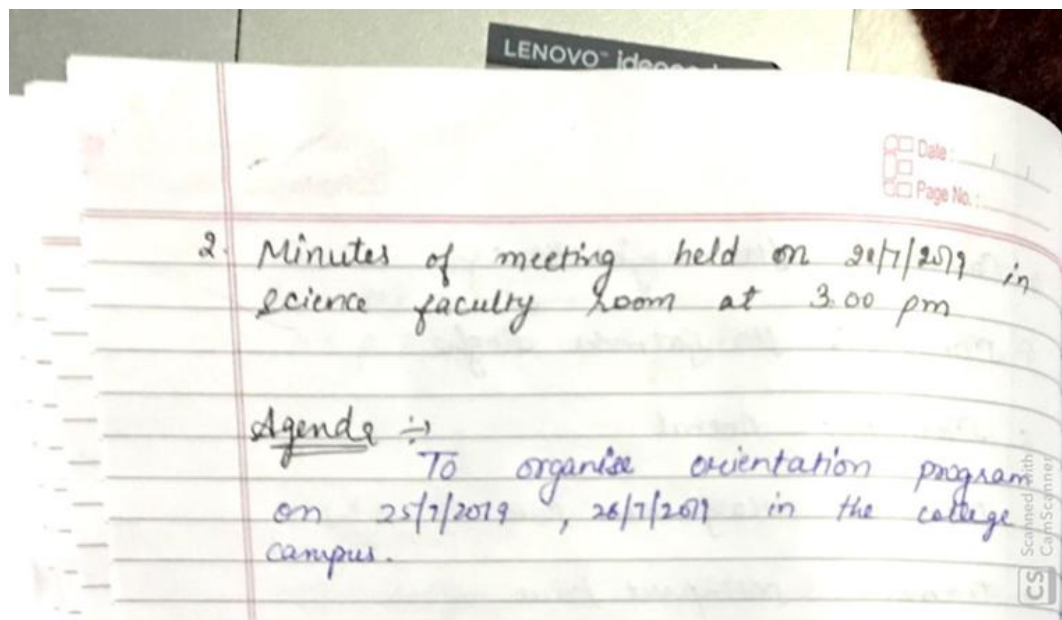 LENOVO
Date :
Page No. :
2. Minutes of meeting held on /7/2019 in
science faculty room at 3.00 pm
Agenda :→
To organise orientation program
on 25/7/2019 , 26/7/2019 in the college
campus.
CS Scanned with
CamScanner